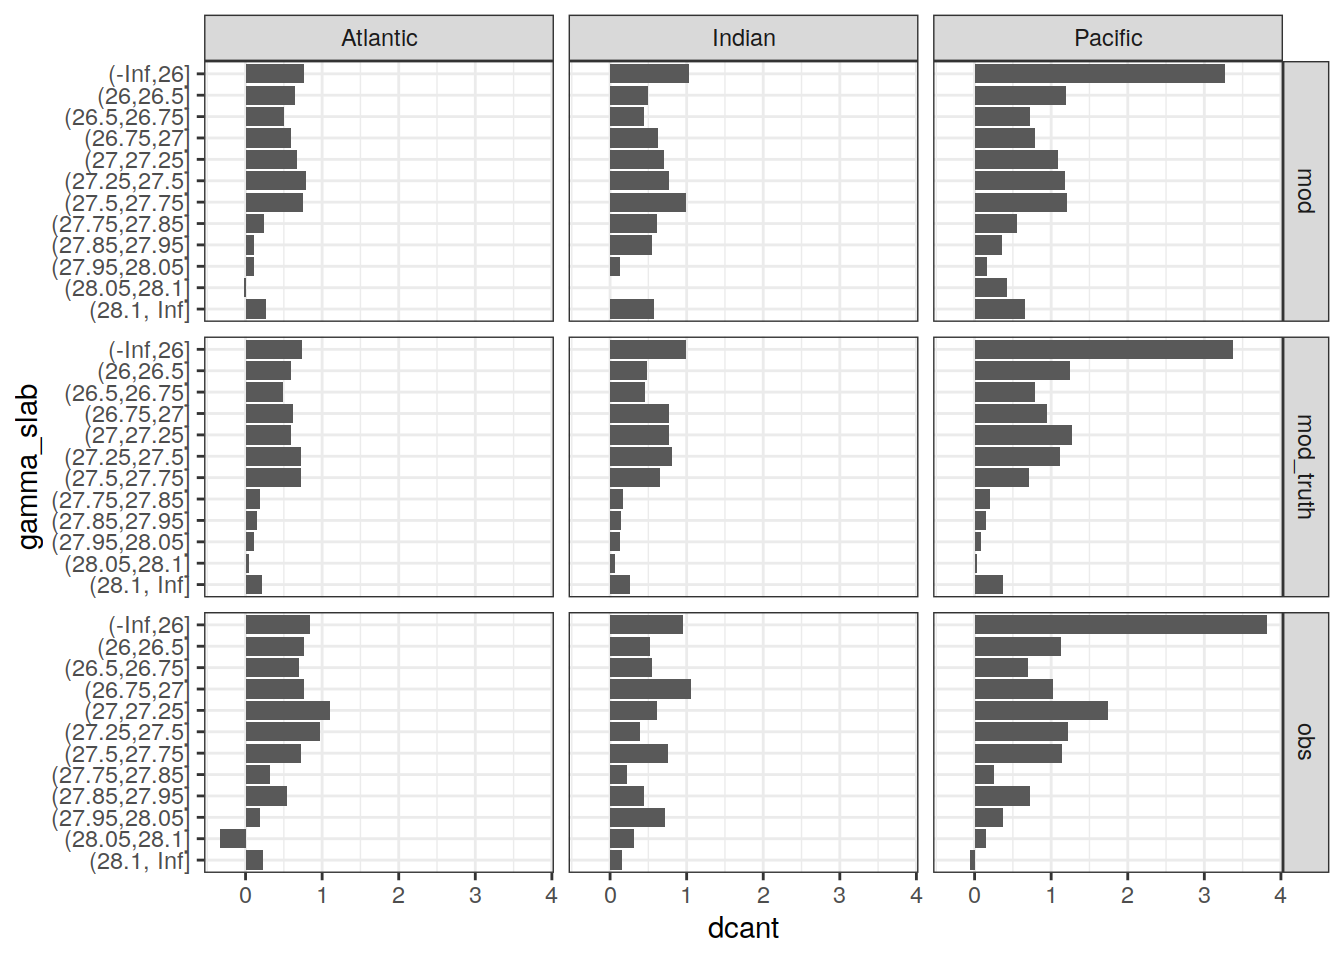 Atlantic Indian Pacific
(-Inf,26]
(26,26.5]
(26.5,26.75]
(26.75,27]
(27,27.25]
(27.25,27.5]
(27.5,27.75]
(27.75,27.85]
(27.85,27.95]
(27.95,28.05]
(28.05,28.1]
(28.1, Inf]
mod
(-Inf,26]
(26,26.5]
(26.5,26.75]
(26.75,27]
(27,27.25]
(27.25,27.5]
(27.5,27.75]
(27.75,27.85]
(27.85,27.95]
(27.95,28.05]
(28.05,28.1]
(28.1, Inf]
mod_truth
gamma_slab
(-Inf,26]
(26,26.5]
(26.5,26.75]
(26.75,27]
(27,27.25]
(27.25,27.5]
(27.5,27.75]
(27.75,27.85]
(27.85,27.95]
(27.95,28.05]
(28.05,28.1]
(28.1, Inf]
obs
0 1 2 3 4 0 1 2 3 4 0 1 2 3 4
dcant